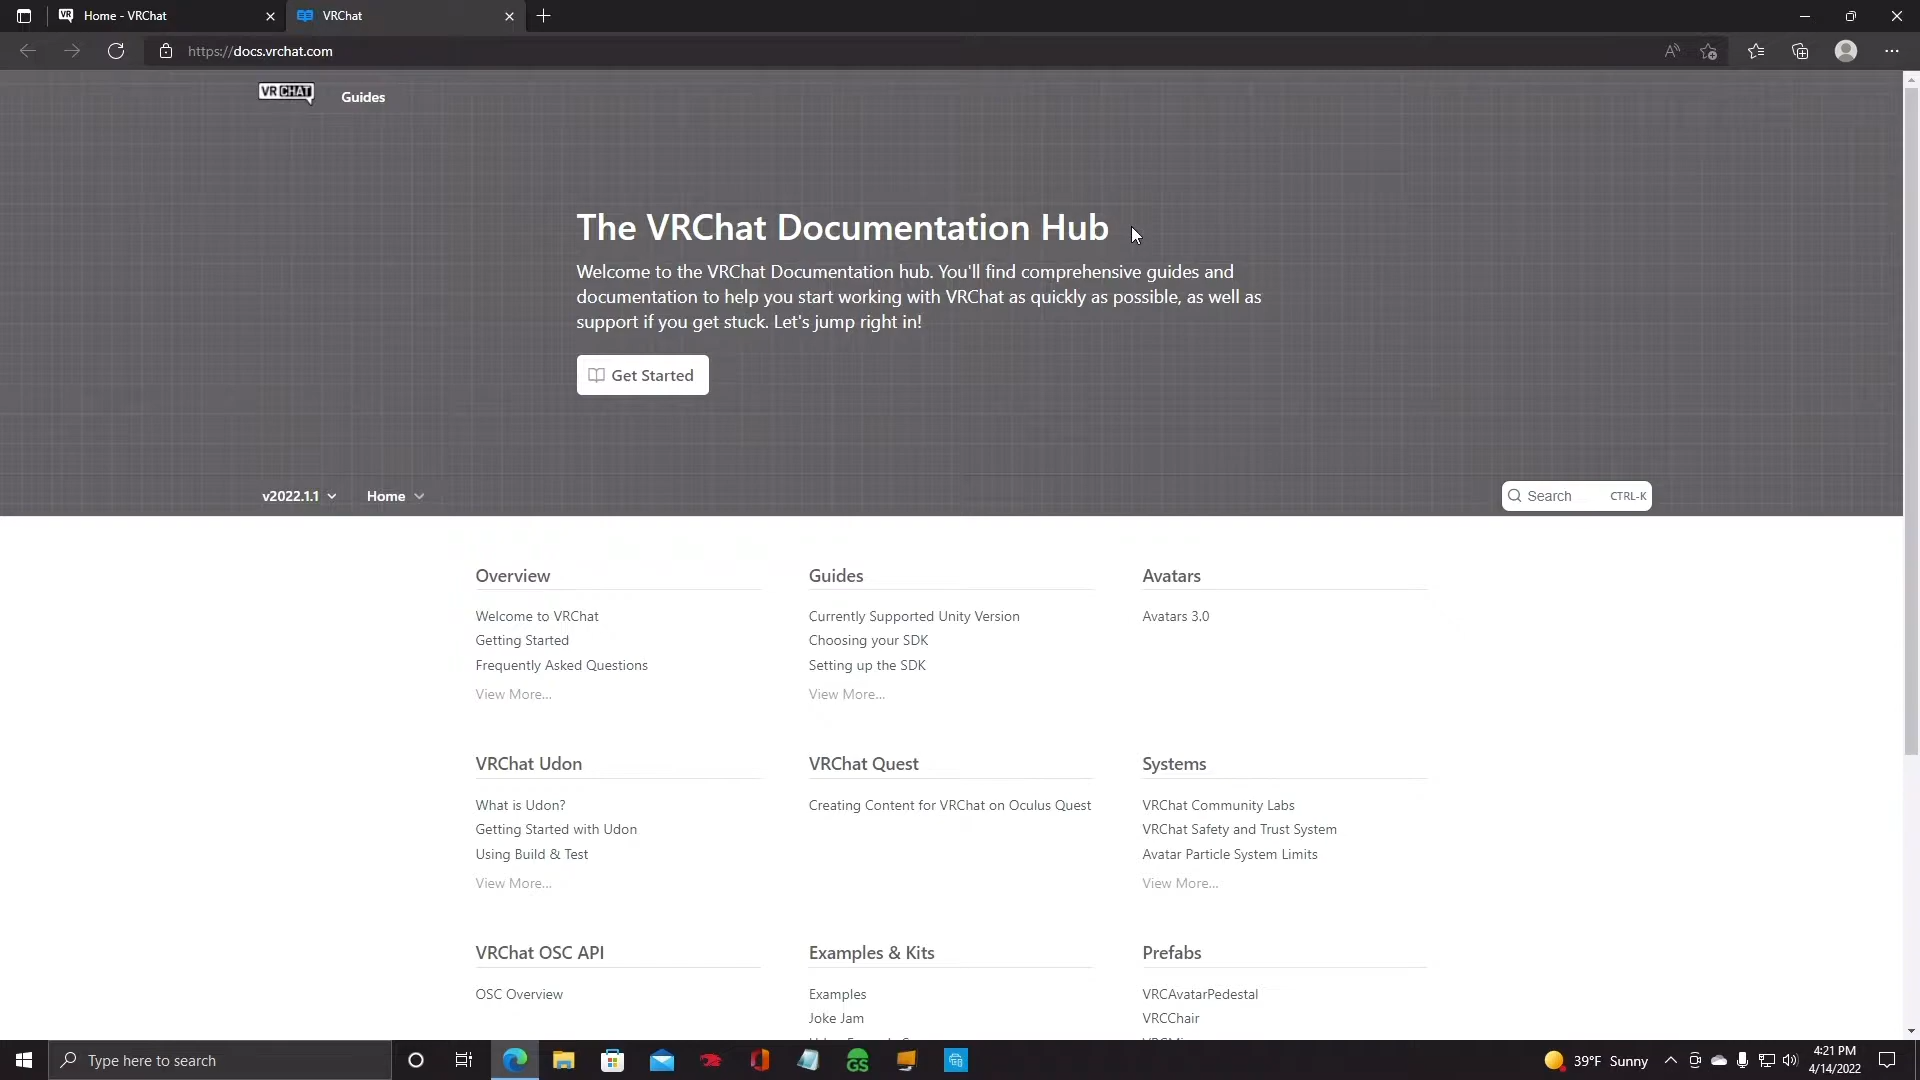 VR Home - VRChat
VRChat
https://docs.vrchat.com
VR CHAT
Guides
The VRChat Documentation Hub
Welcome to the VRChat Documentation hub. You'll find comprehensive guides and
documentation to help you start working with VRChat as quickly as possible, as well as
support if you get stuck. Let's jump right in!
Get Started
v2022.1.1
Home
Search
CTRL-K
Overview
Welcome to VRChat
Getting Started
Frequently Asked Questions
View More...
Guides
Currently Supported Unity Version
Choosing your SDK
Setting up the SDK
View More...
Avatars
Avatars 3.0
VRChat Udon
What is Udon?
Getting Started with Udon
Using Build & Test
View More...
VRChat Quest
Creating Content for VRChat on Oculus Quest
Systems
VRChat Community Labs
VRChat Safety and Trust System
Avatar Particle System Limits
View More...
VRChat OSC API
OSC Overview
Examples & Kits
Examples
Joke Jam
Prefabs
VRCAvatarPedestal
VRCChair
Type here to search
GS
39°F Sunny
4:21 PM
4/14/2022